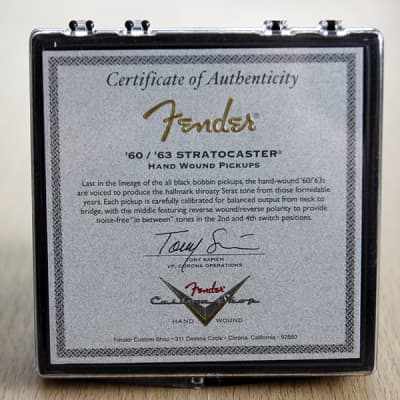 Certificate of Authenticity
Fender
'60 / '63 STRATOCASTER®
HAND WOUND PICKUPS
Last in the lineage of the all black bobbin pickups, the hand-wound '60/'63s
are voiced to produce the hallmark throaty Strat tone from those formedable
years. Each pickup is carefully calibrated for balanced output from neck to
bridge, with the middle featuring reverse wound/reverse polarity to provide
noise-free "in between" tones in the 2nd and 4th switch positions.
TONY SAMEN
VP, CORONA OPERATIONS
Fender
Custom Shop
HAND WOUND
Fender Custom Shop • 311 Cessna Circle • Corona, California • 92880